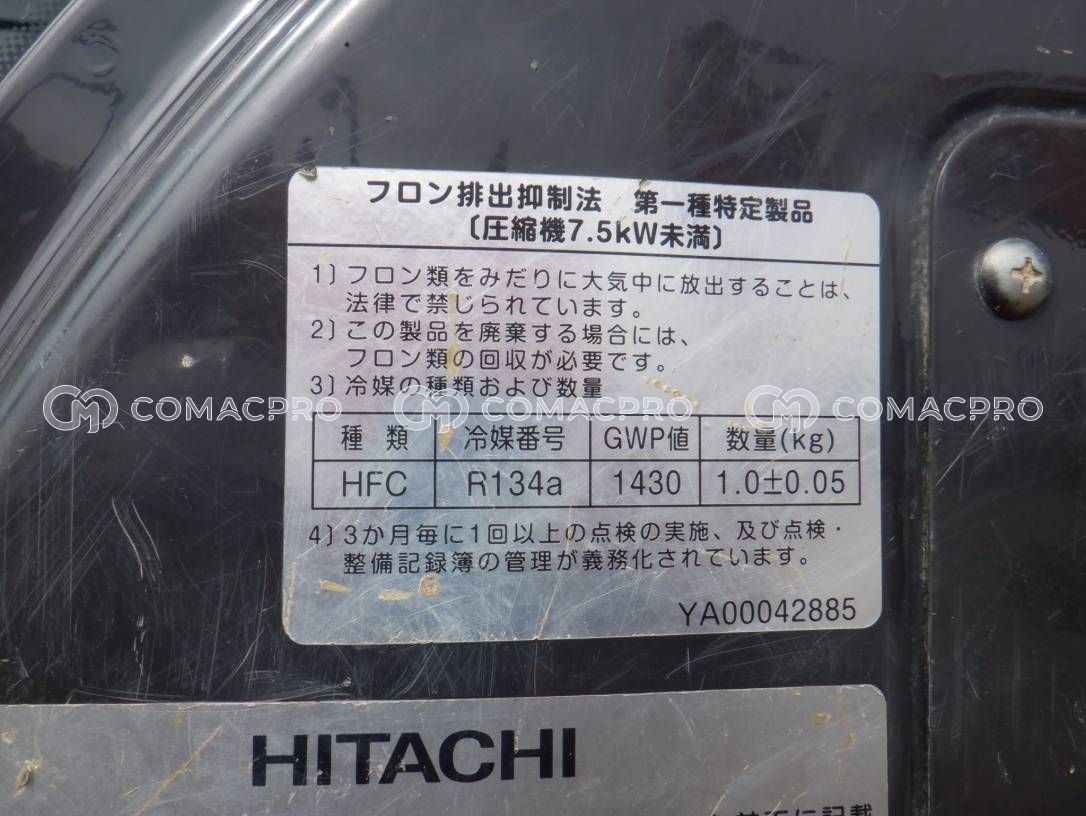 フロン排出抑制法 第一種特定製品
〔圧縮機7.5kW未満〕
1) フロン類をみだりに大気中に放出することは、
法律で禁じられています。
2) この製品を廃棄する場合には、
フロン類の回収が必要です。
3) 冷媒の種類および数量
COMACPRO COMACPRO COMACPRO
種 類 冷媒番号 GWP値 数量(kg)
HFC R134a 1430 1.0±0.05
4) 3か月毎に1回以上の点検の実施、及び点検・
整備記録簿の管理が義務化されています。
YA00042885
HITACHI
に記載